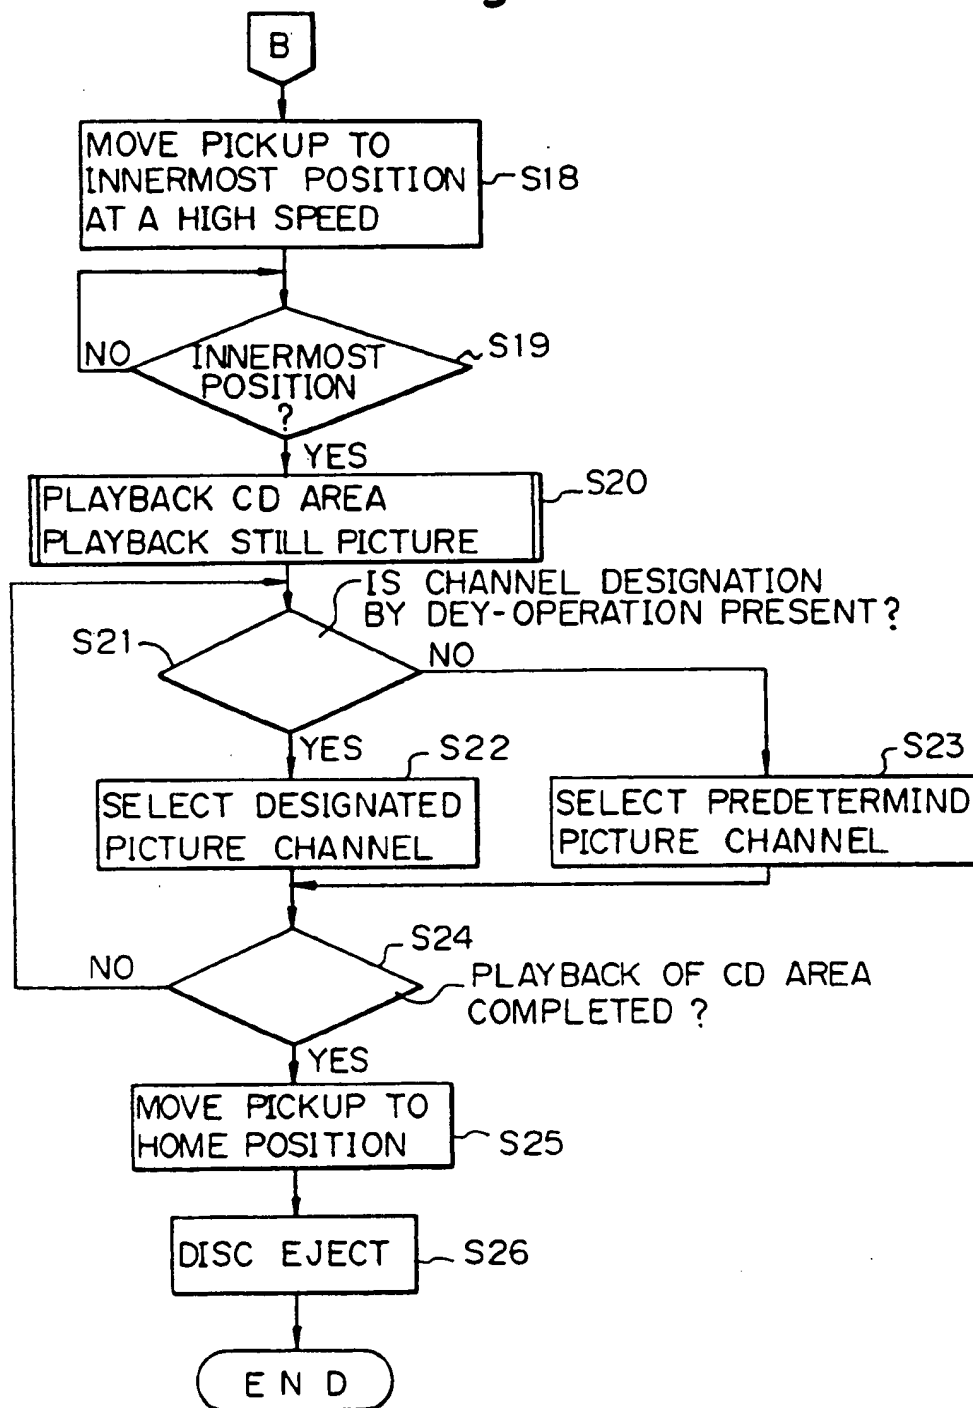 B
MOVE PICKUP TO
INNERMOST POSITION
AT A HIGH SPEED
S18
NO
INNERMOST
POSITION
?
S19
YES
PLAYBACK CD AREA
PLAYBACK STILL PICTURE
S20
IS CHANNEL DESIGNATION
BY DEY-OPERATION PRESENT?
S21
NO
YES
S22
S23
SELECT DESIGNATED
PICTURE CHANNEL
SELECT PREDETERMIND
PICTURE CHANNEL
S24
NO
PLAYBACK OF CD AREA
COMPLETED ?
YES
MOVE PICKUP TO
HOME POSITION
S25
DISC EJECT
S26
END